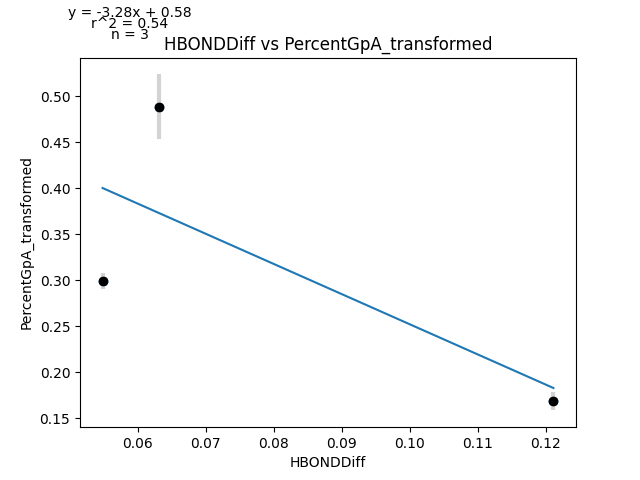 y = -3.28x + 0.58
r^2 = 0.54
n = 3
HBONDDiff vs PercentGpA_transformed
PercentGpA_transformed
0.50
0.45
0.40
0.35
0.30
0.25
0.20
0.15
0.06 0.07 0.08 0.09 0.10 0.11 0.12
HBONDDiff